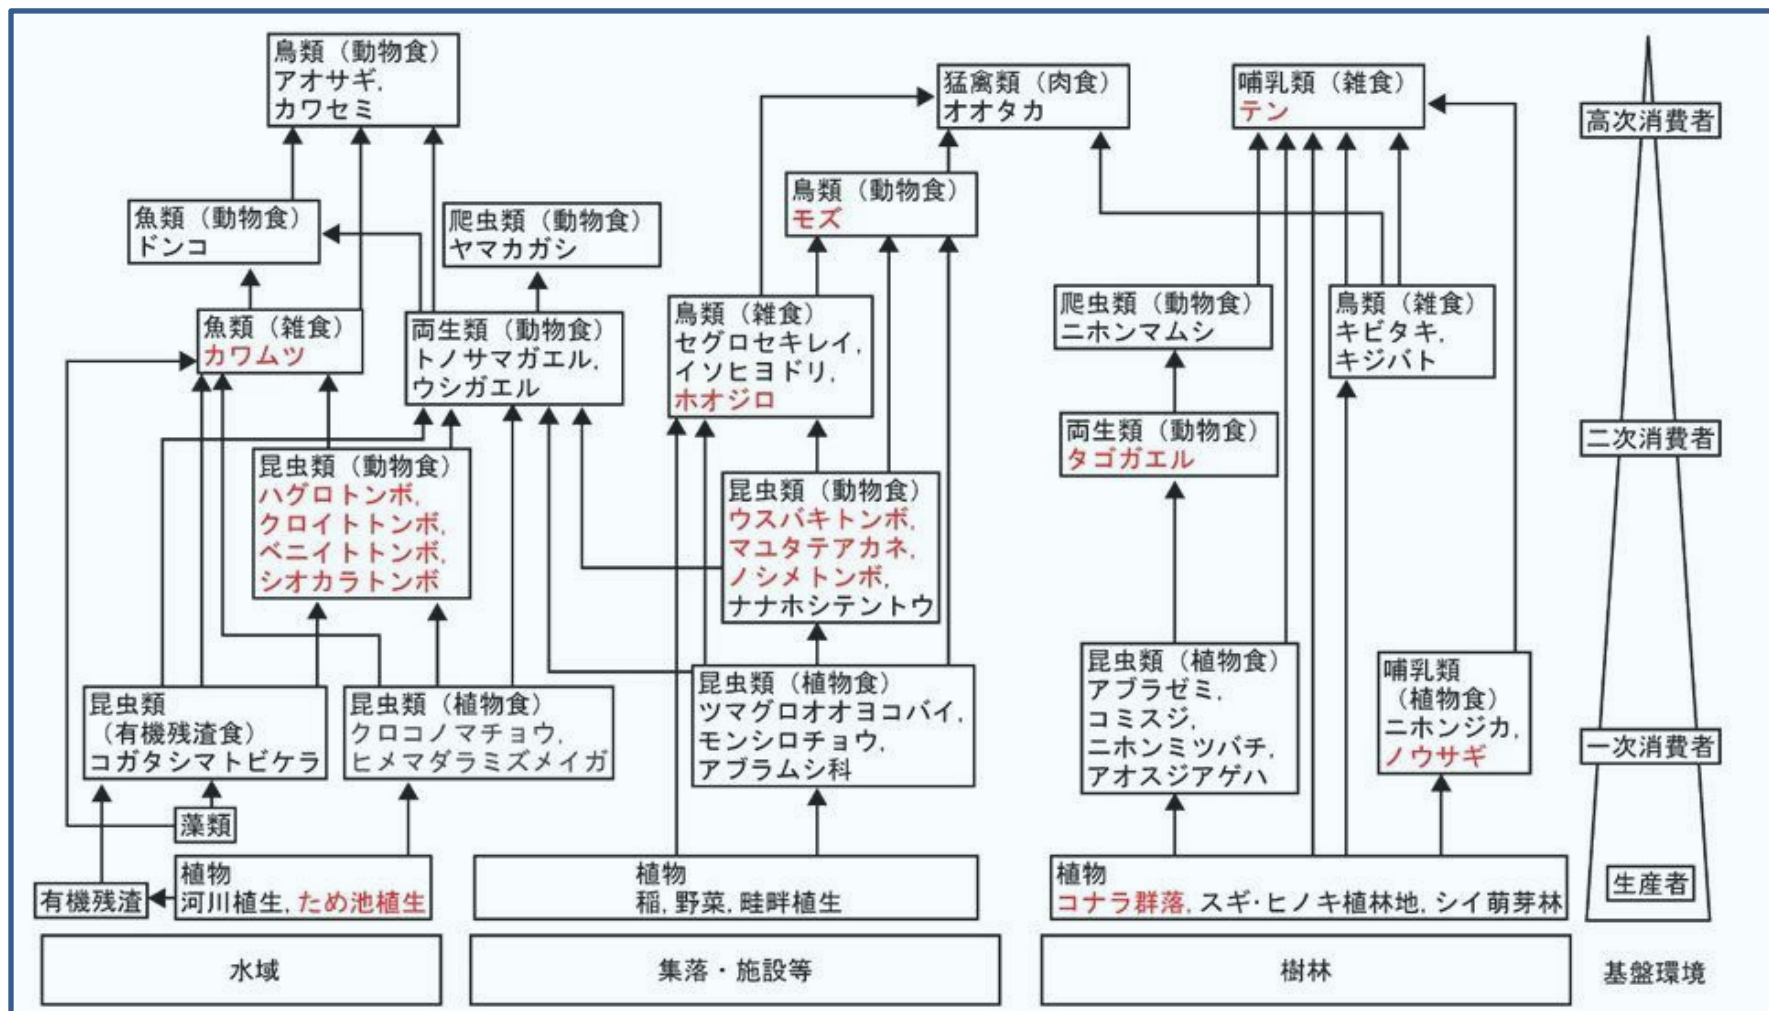 鳥類（動物食）
アオサギ,
カワセミ
猛禽類（肉食）
オオタカ
哺乳類（雑食）
テン
高次消費者
鳥類（動物食）
モズ
魚類（動物食）
ドンコ
爬虫類（動物食）
ヤマカガシ
魚類（雑食）
カワムツ
両生類（動物食）
トノサマガエル,
ウシガエル
鳥類（雑食）
セグロセキレイ,
イソヒヨドリ,
ホオジロ
爬虫類（動物食）
ニホンマムシ
鳥類（雑食）
キビタキ,
キジバト
両生類（動物食）
タゴガエル
二次消費者
昆虫類（動物食）
ハグロトンボ,
クロイトトンボ,
ベニイトトンボ,
シオカラトンボ
昆虫類（動物食）
ウスバキトンボ,
マユタテアカネ,
ノシメトンボ,
ナナホシテントウ
昆虫類
（有機残渣食）
コガタシマトビケラ
昆虫類（植物食）
クロコノマチョウ,
ヒメマダラミズメイガ
昆虫類（植物食）
ツマグロオオヨコバイ,
モンシロチョウ,
アブラムシ科
昆虫類（植物食）
アブラゼミ,
コミスジ,
ニホンミツバチ,
アオスジアゲハ
哺乳類
（植物食）
ニホンジカ,
ノウサギ
一次消費者
藻類
有機残渣
植物
河川植生, ため池植生
植物
稲, 野菜, 畦畔植生
植物
コナラ群落, スギ・ヒノキ植林地, シイ萌芽林
生産者
水域
集落・施設等
樹林
基盤環境